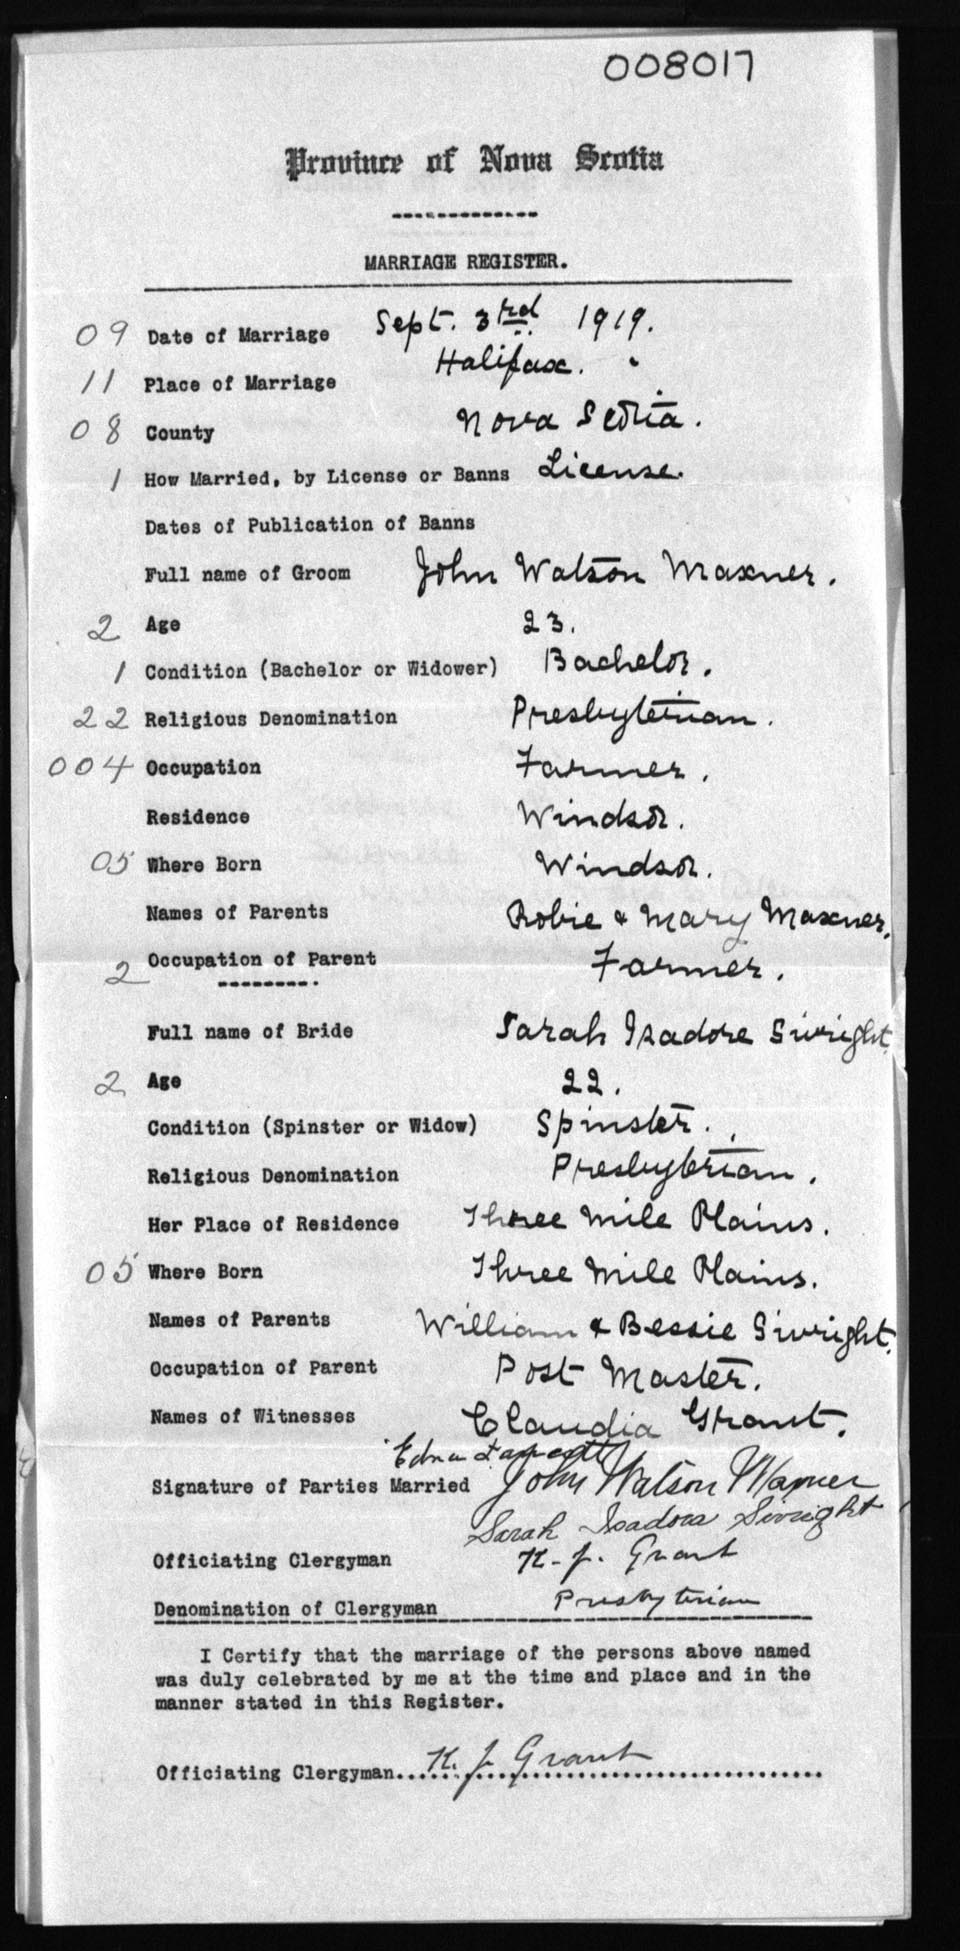 008017
Province of Nova Scotia
MARRIAGE REGISTER.
09 Date of Marriage Sept. 3rd 1919.
11 Place of Marriage Halifax.
08 County Nova Scotia.
1 How Married, by License or Banns License.
Dates of Publication of Banns
Full name of Groom John Watson Maxner.
2 Age 23.
1 Condition (Bachelor or Widower) Bachelor.
22 Religious Denomination Presbyterian.
004 Occupation Farmer.
Residence Windsor.
05 Where Born Windsor.
Names of Parents Robie & Mary Maxner.
2 Occupation of Parent Farmer.
Full name of Bride Sarah Isadore Sivright.
2 Age 22.
Condition (Spinster or Widow) Spinster.
Religious Denomination Presbyterian.
Her Place of Residence Three Mile Plains.
05 Where Born Three Mile Plains.
Names of Parents William & Bessie Sivright.
Occupation of Parent Post Master.
Names of Witnesses Claudia Grant.
Edna
Signature of Parties Married John Watson Maxner
Sarah Isadora Sivright
Officiating Clergyman K. J. Grant
Denomination of Clergyman Presbyterian
I Certify that the marriage of the persons above named
was duly celebrated by me at the time and place and in the
manner stated in this Register.
Officiating Clergyman K. J. Grant